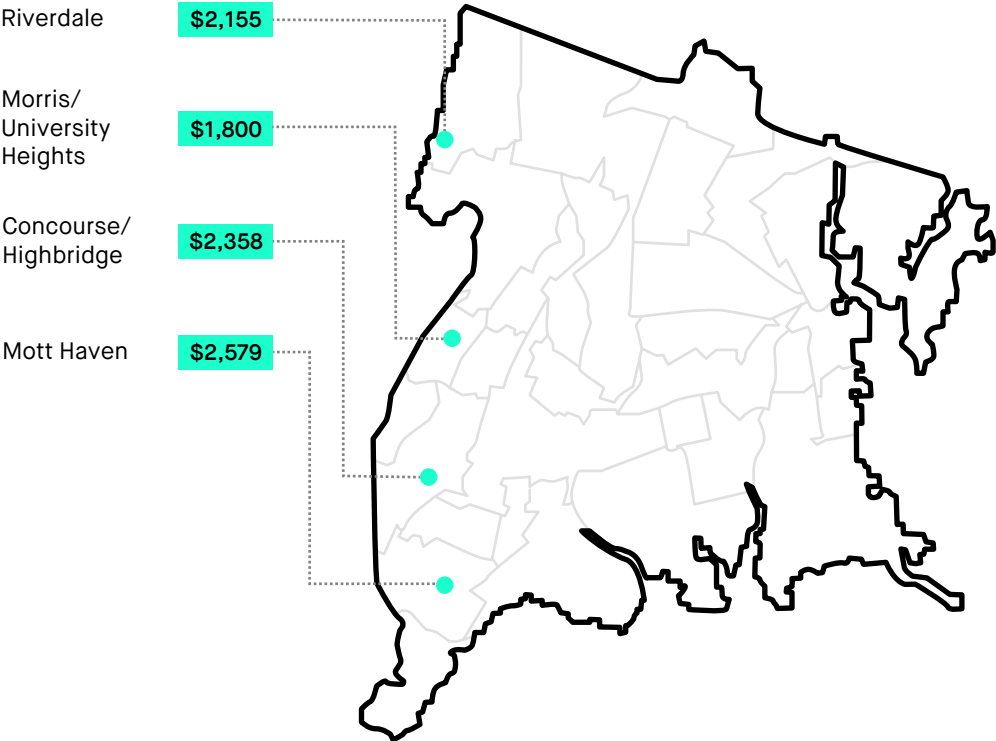 Riverdale
$2,155
Morris/
University
Heights
$1,800
Concourse/
Highbridge
$2,358
Mott Haven
$2,579